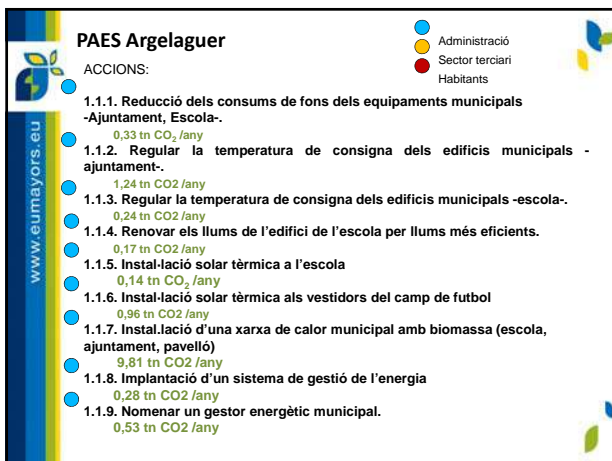 PAES Argelaguer
Administració
Sector terciari
Habitants
ACCIONS:
1.1.1. Reducció dels consums de fons dels equipaments municipals
-Ajuntament, Escola-.
0,33 tn CO₂ /any
1.1.2. Regular la temperatura de consigna dels edificis municipals -
ajuntament-.
1,24 tn CO2 /any
1.1.3. Regular la temperatura de consigna dels edificis municipals -escola-.
0,24 tn CO2 /any
1.1.4. Renovar els llums de l'edifici de l'escola per llums més eficients.
0,17 tn CO2 /any
1.1.5. Instal·lació solar tèrmica a l'escola
0,14 tn CO₂ /any
1.1.6. Instal·lació solar tèrmica als vestidors del camp de futbol
0,96 tn CO2 /any
1.1.7. Instal.lació d'una xarxa de calor municipal amb biomassa (escola,
ajuntament, pavelló)
9,81 tn CO2 /any
1.1.8. Implantació d'un sistema de gestió de l'energia
0,28 tn CO2 /any
1.1.9. Nomenar un gestor energètic municipal.
0,53 tn CO2 /any
www.eumayors.eu